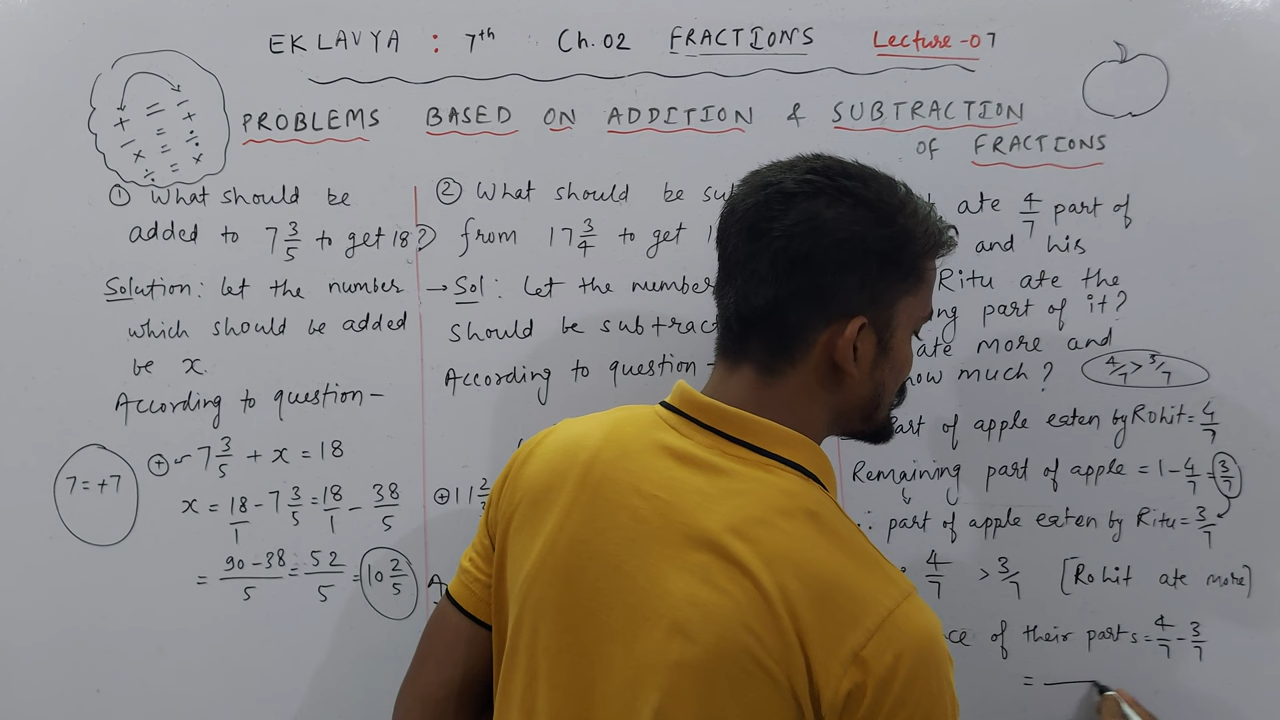 EKLAVYA : 7th Ch.02 FRACTIONS Lecture-07
PROBLEMS BASED ON ADDITION & SUBTRACTION
OF FRACTIONS
+ = −
− = +
× = ÷
÷ = ×
① What should be
added to 7 3/5 to get 18?
Solution: let the number
which should be added
be x.
According to question –
⊕ 7 3/5 + x = 18
x = 18/1 - 7 3/5 = 18/1 - 38/5
= 90-38/5 = 52/5 = 10 2/5
7 = +7
② What should be
from 17 3/4 to get
→ Sol : let the number
should be subtract
According to question –
⊕ 11
ate 4/7 part of
and his
Ritu ate the
part of it?
ate more and
how much? 4/7 > 3/7
Part of apple eaten by Rohit = 4/7
Remaining part of apple = 1 - 4/7 = 3/7
∴ part of apple eaten by Ritu = 3/7
4/7 > 3/7 [Rohit ate more]
of their parts = 4/7 - 3/7
=